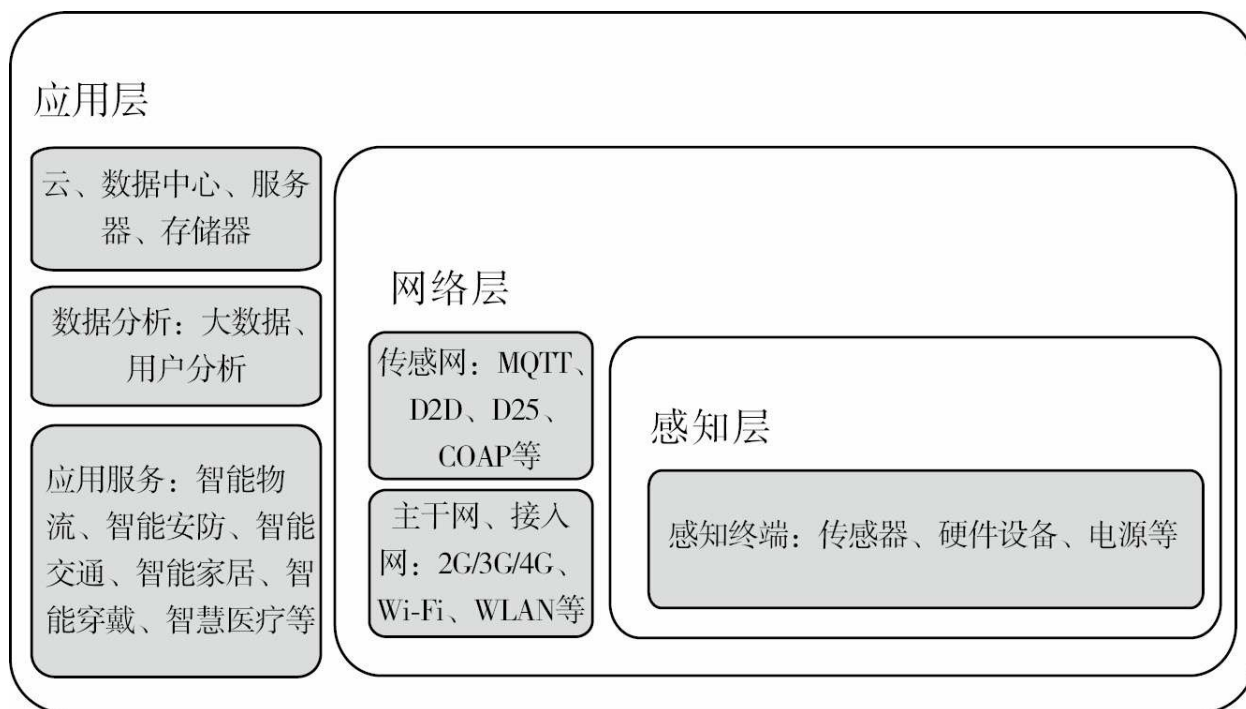 应用层
云、数据中心、服务
器、存储器
数据分析：大数据、
用户分析
应用服务：智能物
流、智能安防、智能
交通、智能家居、智
能穿戴、智慧医疗等
网络层
传感网：MQTT、
D2D、D25、
COAP等
主干网、接入
网：2G/3G/4G、
Wi-Fi、WLAN等
感知层
感知终端：传感器、硬件设备、电源等